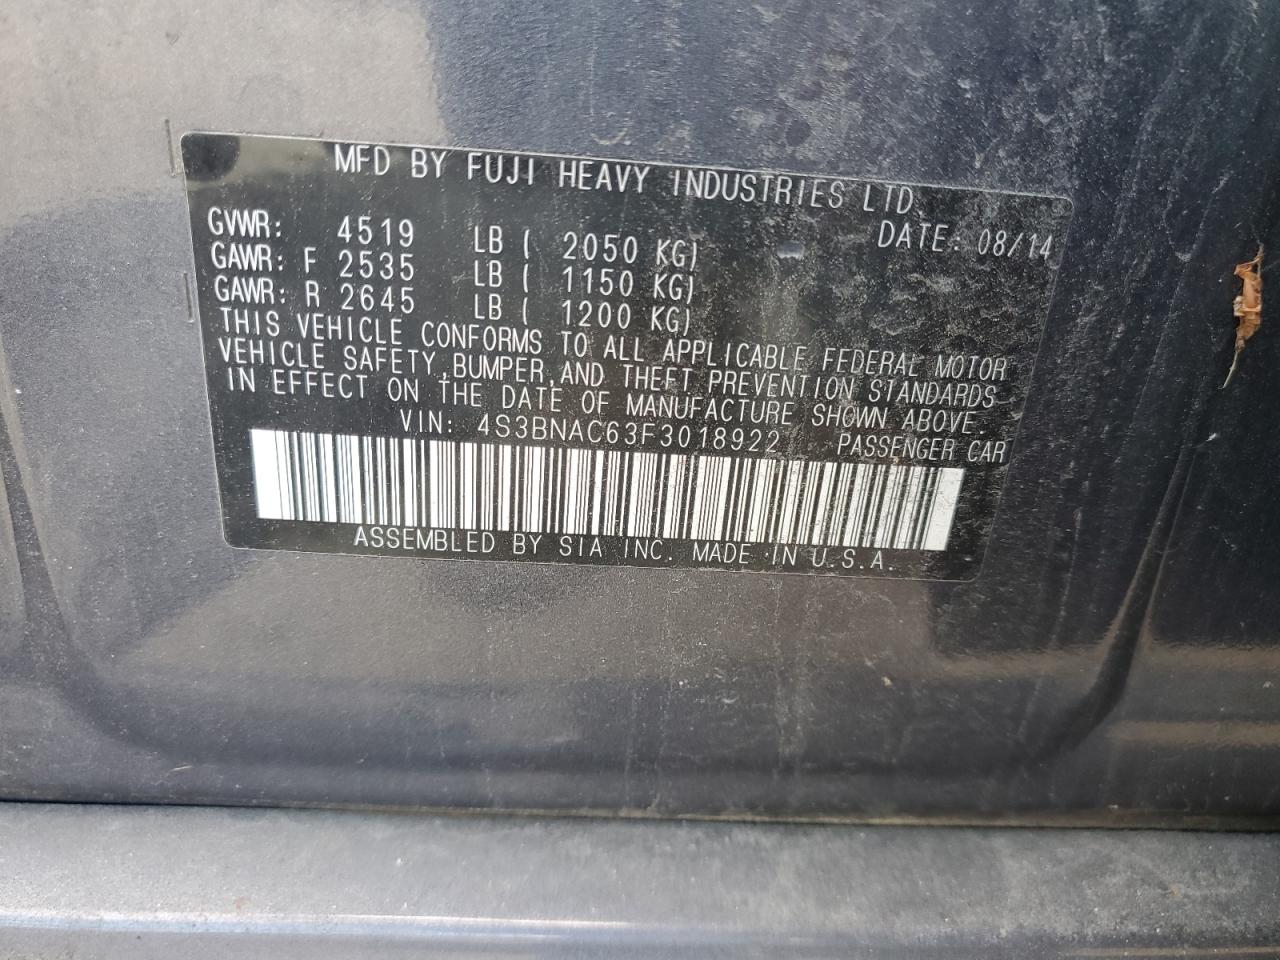 MFD BY FUJI HEAVY INDUSTRIES LTD.
DATE: 08/14
GVWR: 4519 LB ( 2050 KG)
GAWR: F 2535 LB ( 1150 KG)
GAWR: R 2645 LB ( 1200 KG)
THIS VEHICLE CONFORMS TO ALL APPLICABLE FEDERAL MOTOR
VEHICLE SAFETY,BUMPER,AND THEFT PREVENTION STANDARDS
IN EFFECT ON THE DATE OF MANUFACTURE SHOWN ABOVE.
VIN: 4S3BNAC63F3018922 PASSENGER CAR
ASSEMBLED BY SIA INC. MADE IN U.S.A.